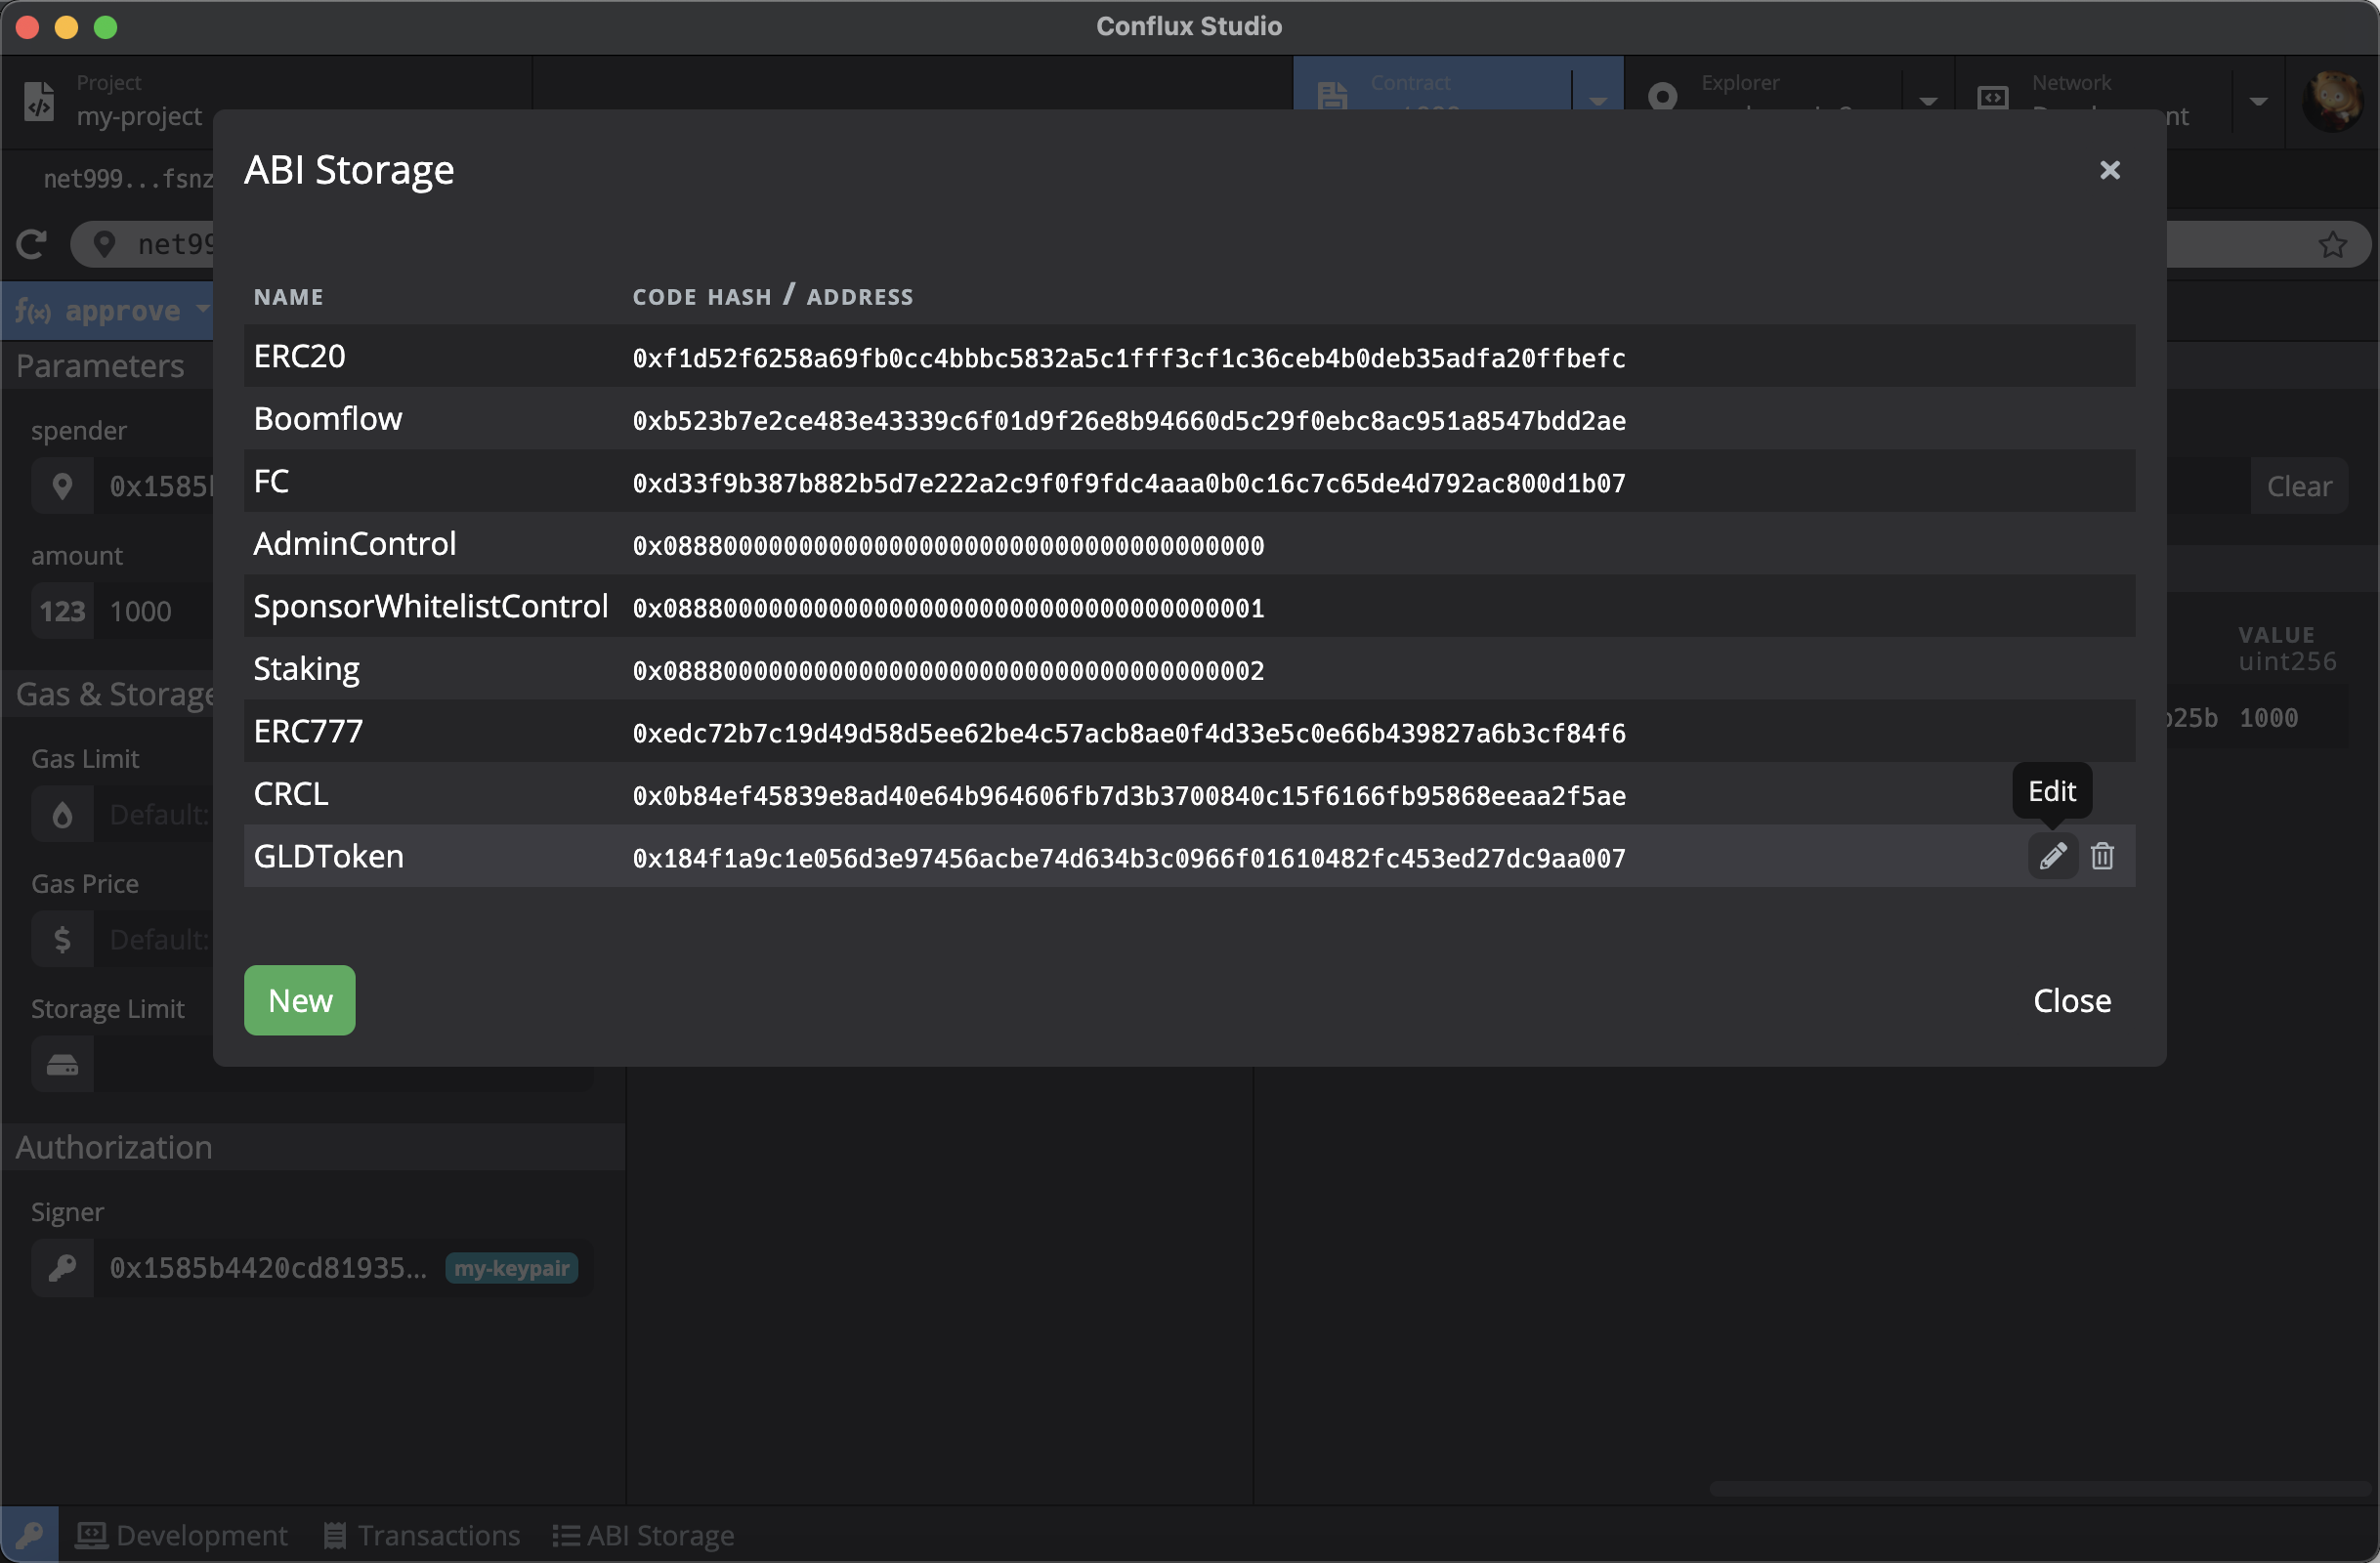 Conflux Studio
Project
my-project
Contract
Explorer
Network
nt
net999...fsnz
net99
f(x) approve
Parameters
spender
0x1585b
Clear
amount
123 1000
Gas & Storage
Gas Limit
Default:
Gas Price
Default:
Storage Limit
VALUE
uint256
b25b 1000
Authorization
Signer
0x1585b4420cd81935... my-keypair
ABI Storage
NAME CODE HASH / ADDRESS
ERC20 0xf1d52f6258a69fb0cc4bbbc5832a5c1fff3cf1c36ceb4b0deb35adfa20ffbefc
Boomflow 0xb523b7e2ce483e43339c6f01d9f26e8b94660d5c29f0ebc8ac951a8547bdd2ae
FC 0xd33f9b387b882b5d7e222a2c9f0f9fdc4aaa0b0c16c7c65de4d792ac800d1b07
AdminControl 0x0888000000000000000000000000000000000000
SponsorWhitelistControl 0x0888000000000000000000000000000000000001
Staking 0x0888000000000000000000000000000000000002
ERC777 0xedc72b7c19d49d58d5ee62be4c57acb8ae0f4d33e5c0e66b439827a6b3cf84f6
CRCL 0x0b84ef45839e8ad40e64b964606fb7d3b3700840c15f6166fb95868eeaa2f5ae
Edit
GLDToken 0x184f1a9c1e056d3e97456acbe74d634b3c0966f01610482fc453ed27dc9aa007
New
Close
Development Transactions ABI Storage